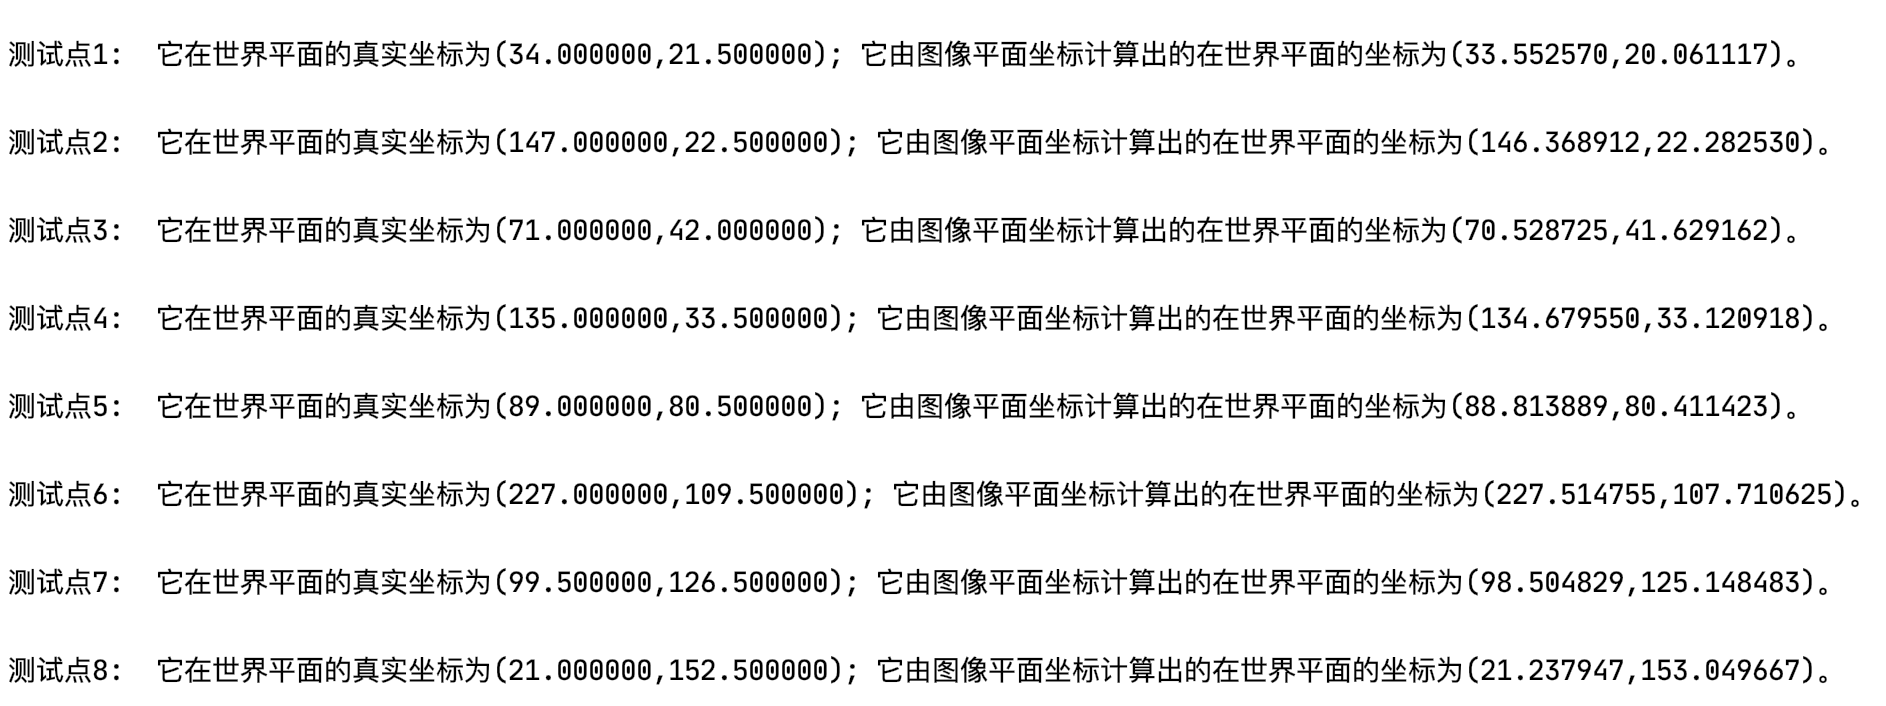 测试点1: 它在世界平面的真实坐标为(34.000000,21.500000); 它由图像平面坐标计算出的在世界平面的坐标为(33.552570,20.061117)。
测试点2: 它在世界平面的真实坐标为(147.000000,22.500000); 它由图像平面坐标计算出的在世界平面的坐标为(146.368912,22.282530)。
测试点3: 它在世界平面的真实坐标为(71.000000,42.000000); 它由图像平面坐标计算出的在世界平面的坐标为(70.528725,41.629162)。
测试点4: 它在世界平面的真实坐标为(135.000000,33.500000); 它由图像平面坐标计算出的在世界平面的坐标为(134.679550,33.120918)。
测试点5: 它在世界平面的真实坐标为(89.000000,80.500000); 它由图像平面坐标计算出的在世界平面的坐标为(88.813889,80.411423)。
测试点6: 它在世界平面的真实坐标为(227.000000,109.500000); 它由图像平面坐标计算出的在世界平面的坐标为(227.514755,107.710625)。
测试点7: 它在世界平面的真实坐标为(99.500000,126.500000); 它由图像平面坐标计算出的在世界平面的坐标为(98.504829,125.148483)。
测试点8: 它在世界平面的真实坐标为(21.000000,152.500000); 它由图像平面坐标计算出的在世界平面的坐标为(21.237947,153.049667)。